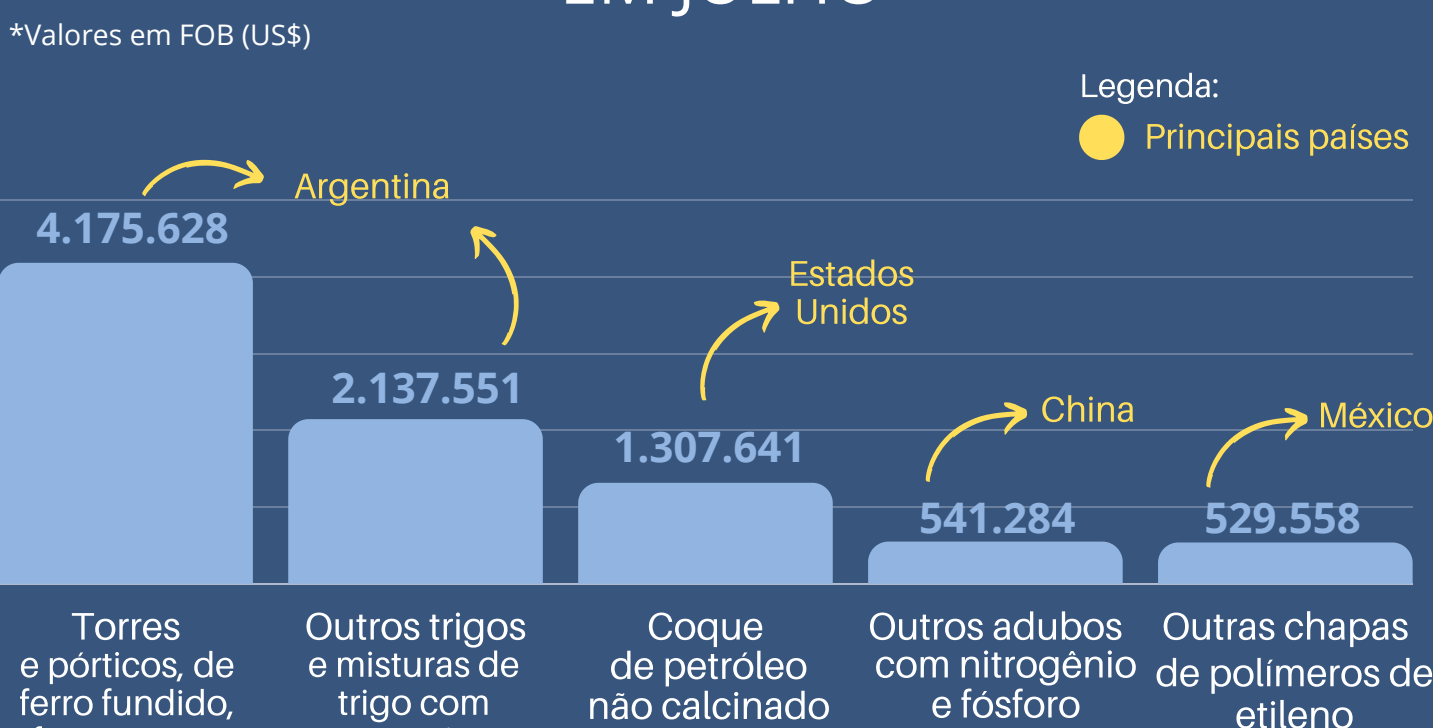 EM JULHO
*Valores em FOB (US$)
Legenda:
Principais países
Argentina
4.175.628
Estados
Unidos
2.137.551
China
México
1.307.641
541.284
529.558
Torres
e pórticos, de
ferro fundido,
Outros trigos
e misturas de
trigo com
Coque
de petróleo
não calcinado
Outros adubos
com nitrogênio
e fósforo
Outras chapas
de polímeros de
etileno